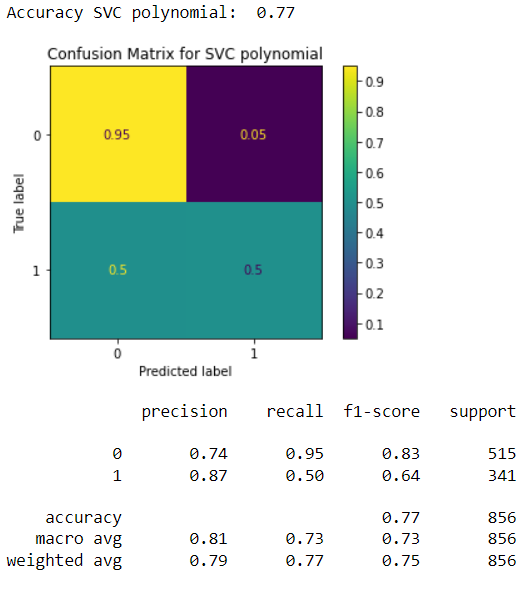 Accuracy SVC polynomial:  0.77
Confusion Matrix for SVC polynomial
0.9
0.8
0.7
0.6
0.5
0.4
0.3
0.2
0.1
True label
0
0.95 0.05
1
0.5 0.5
0 1
Predicted label
precision recall f1-score support
0 0.74 0.95 0.83 515
1 0.87 0.50 0.64 341
accuracy 0.77 856
macro avg 0.81 0.73 0.73 856
weighted avg 0.79 0.77 0.75 856